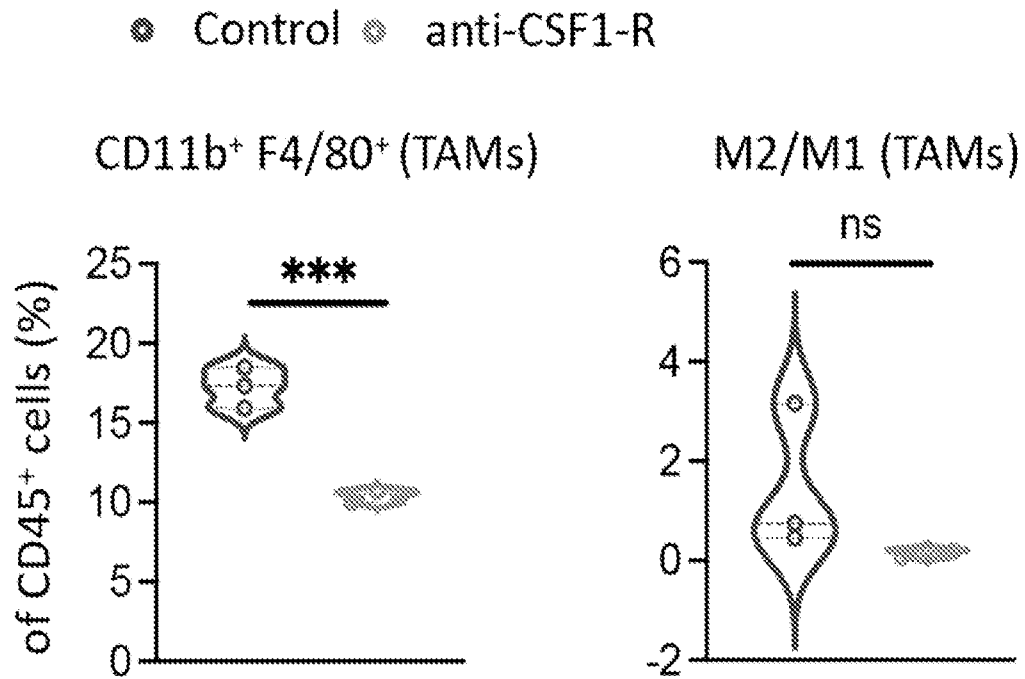 Control anti-CSF1-R
CD11b⁺ F4/80⁺ (TAMs)
M2/M1 (TAMs)
of CD45⁺ cells (%)
25
20
15
10
5
0
***
6
4
2
0
-2
ns